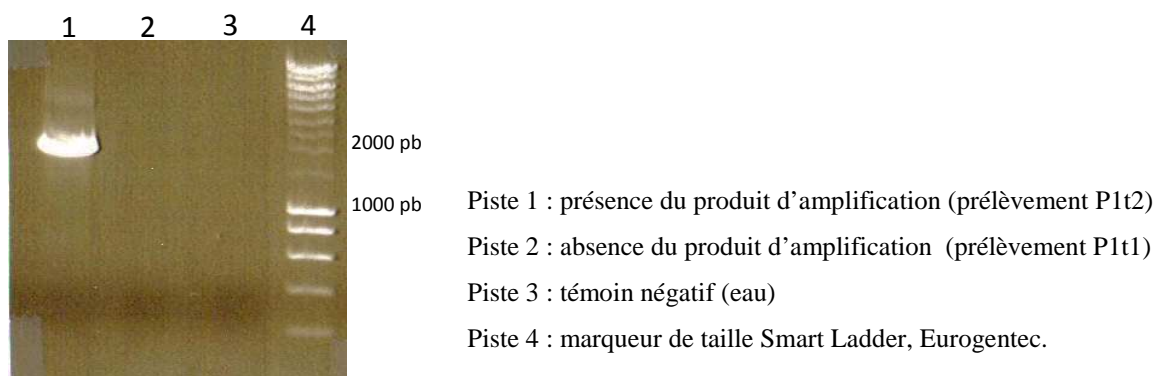 1 2 3 4
2000 pb
1000 pb
Piste 1 : présence du produit d'amplification (prélèvement P1t2)
Piste 2 : absence du produit d'amplification (prélèvement P1t1)
Piste 3 : témoin négatif (eau)
Piste 4 : marqueur de taille Smart Ladder, Eurogentec.